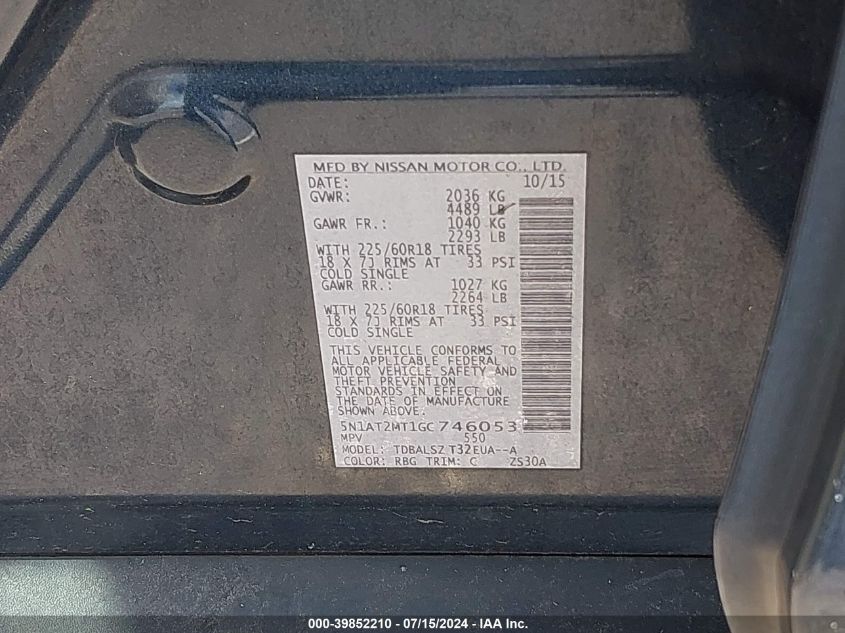 MFD BY NISSAN MOTOR CO., LTD.
DATE: 10/15
GVWR: 2036 KG
4489 LB
GAWR FR.: 1040 KG
2293 LB
WITH 225/60R18 TIRES
18 X 7J RIMS AT 33 PSI
COLD SINGLE
GAWR RR.: 1027 KG
2264 LB
WITH 225/60R18 TIRES
18 X 7J RIMS AT 33 PSI
COLD SINGLE
THIS VEHICLE CONFORMS TO
ALL APPLICABLE FEDERAL
MOTOR VEHICLE SAFETY AND
THEFT PREVENTION
STANDARDS IN EFFECT ON
THE DATE OF MANUFACTURE
SHOWN ABOVE.
5N1AT2MT1GC746053
MPV 550
MODEL: TDBALSZ T32EUA--A
COLOR: RBG TRIM: C ZS30A
000-39852210 - 07/15/2024 - IAAI.com